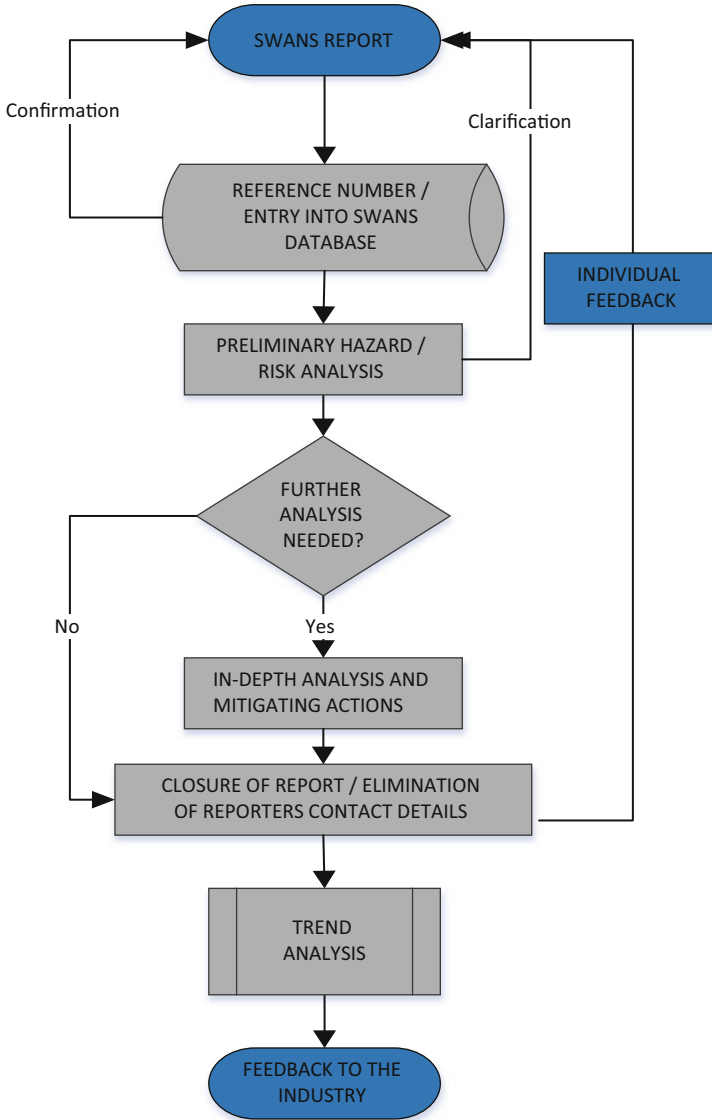 SWANS REPORT
Confirmation
Clarification
REFERENCE NUMBER /
ENTRY INTO SWANS
DATABASE
INDIVIDUAL
FEEDBACK
PRELIMINARY HAZARD /
RISK ANALYSIS
FURTHER
ANALYSIS
NEEDED?
No
Yes
IN-DEPTH ANALYSIS AND
MITIGATING ACTIONS
CLOSURE OF REPORT / ELIMINATION
OF REPORTERS CONTACT DETAILS
TREND
ANALYSIS
FEEDBACK TO THE
INDUSTRY